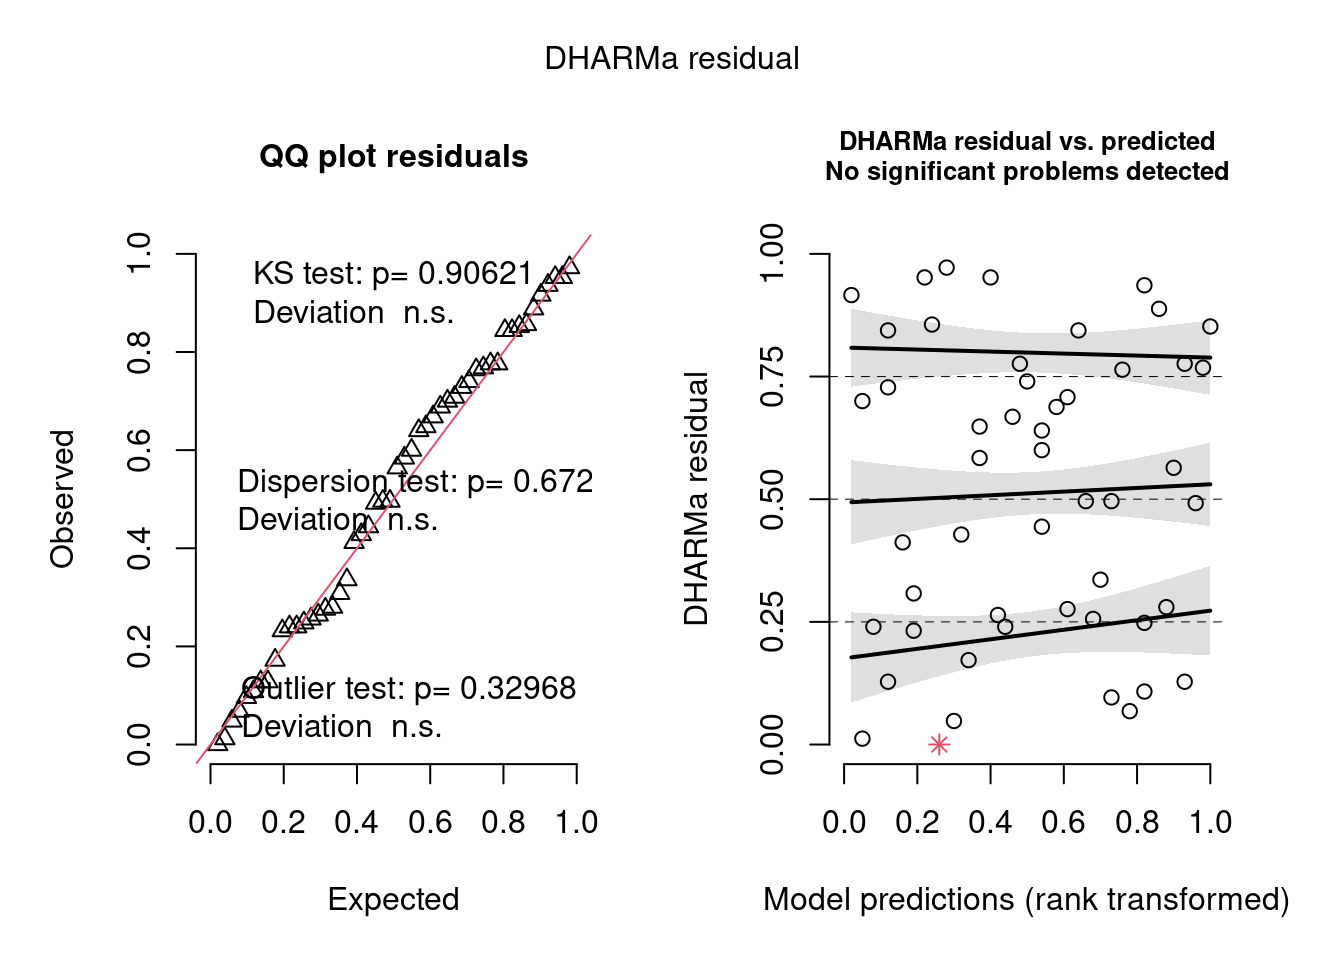 DHARMa residual
QQ plot residuals
KS test: p= 0.90621
Deviation  n.s.
Dispersion test: p= 0.672
Deviation  n.s.
Outlier test: p= 0.32968
Deviation  n.s.
Observed
1.0
0.8
0.6
0.4
0.2
0.0
0.0 0.2 0.4 0.6 0.8 1.0
Expected
DHARMa residual vs. predicted
No significant problems detected
DHARMa residual
1.00
0.75
0.50
0.25
0.00
0.0 0.2 0.4 0.6 0.8 1.0
Model predictions (rank transformed)